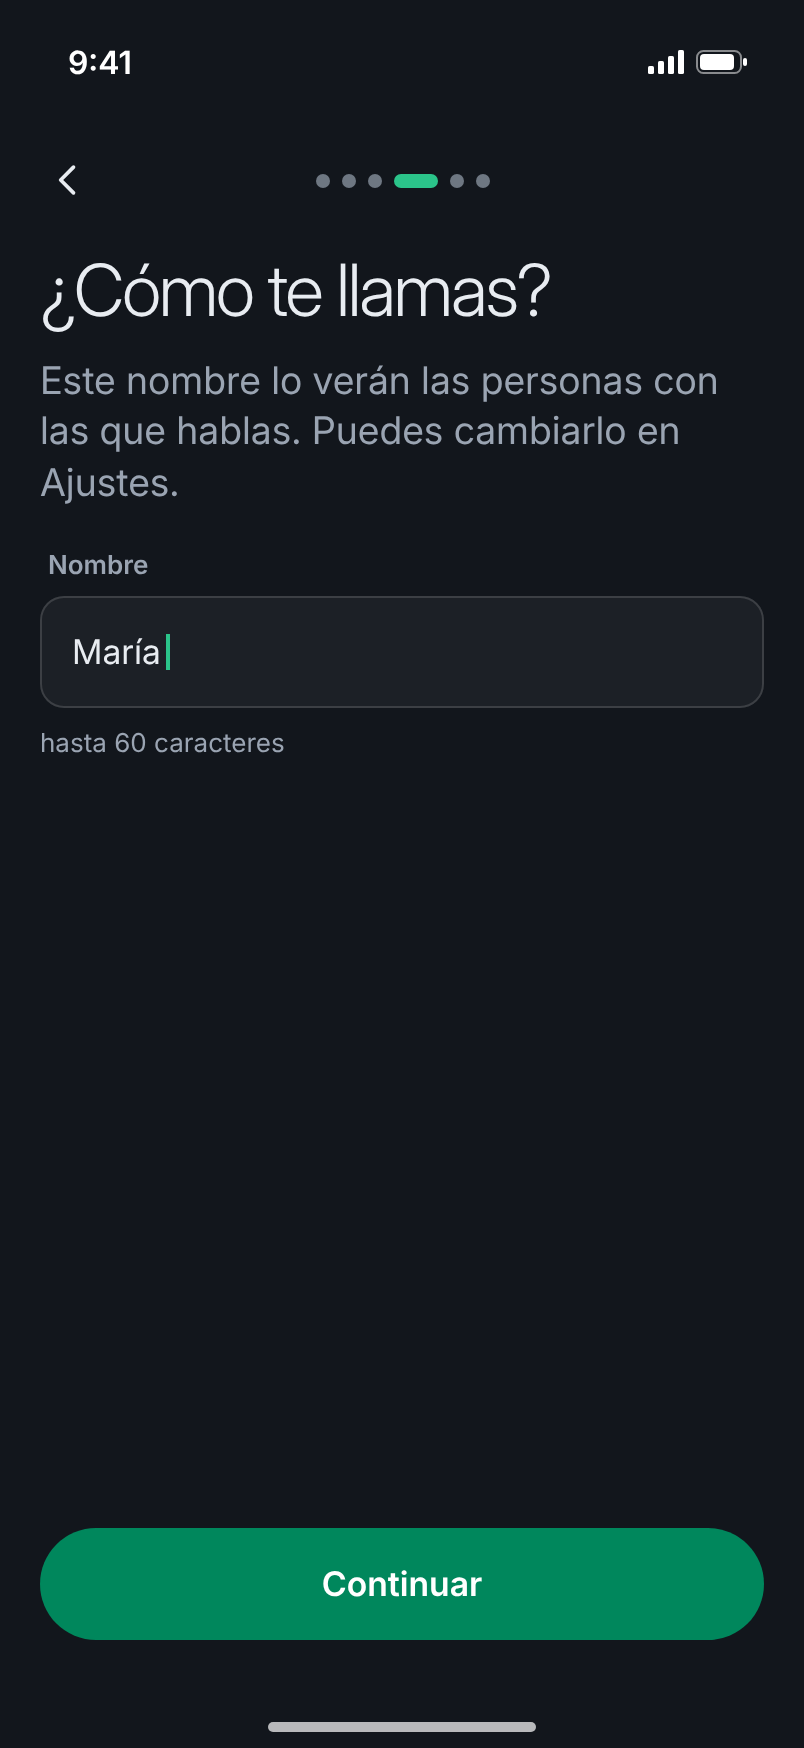 9:41
¿Cómo te llamas?
Este nombre lo verán las personas con
las que hablas. Puedes cambiarlo en
Ajustes.
Nombre
María
hasta 60 caracteres
Continuar